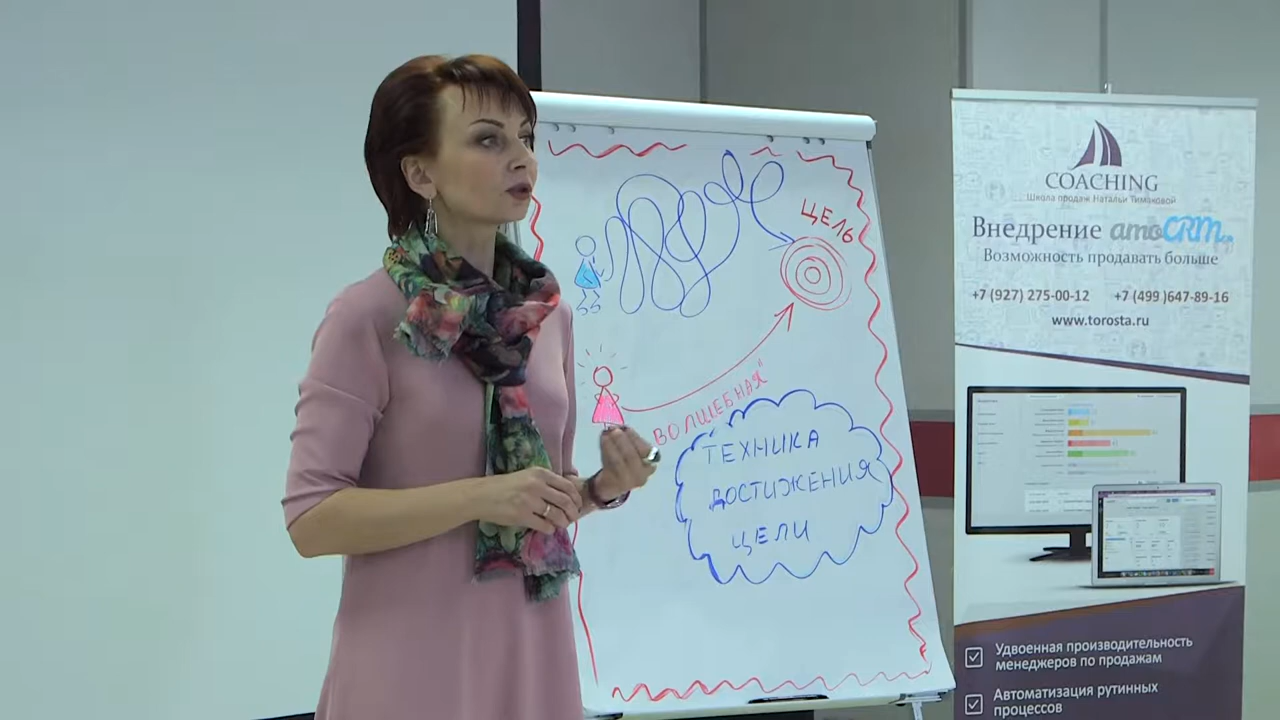 ЦЕЛЬ
ВОЛШЕБНАЯ"
ТЕХНИКА
ДОСТИЖЕНИЯ
ЦЕЛИ
COACHING
Школа продаж Натальи Тимаковой
Внедрение amoCRM.
Возможность продавать больше
+7 (927) 275-00-12 +7 (499 )647-89-16
www.torosta.ru
Удвоенная производительность
менеджеров по продажам
Автоматизация рутинных
процессов